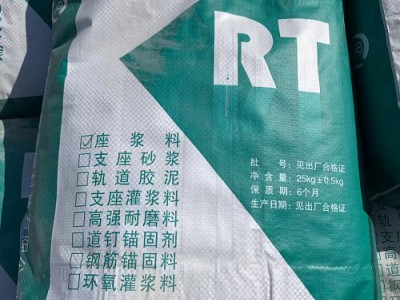 RT
☑座浆料
☐支座砂浆
☐轨道胶泥
☐支座灌浆料
☐高强耐磨料
☐道钉锚固剂
☐钢筋锚固料
☐环氧灌浆料
批号：见出厂合格证
净含量：25kg±0.5kg
保质期：6个月
生产日期：见出厂合格证